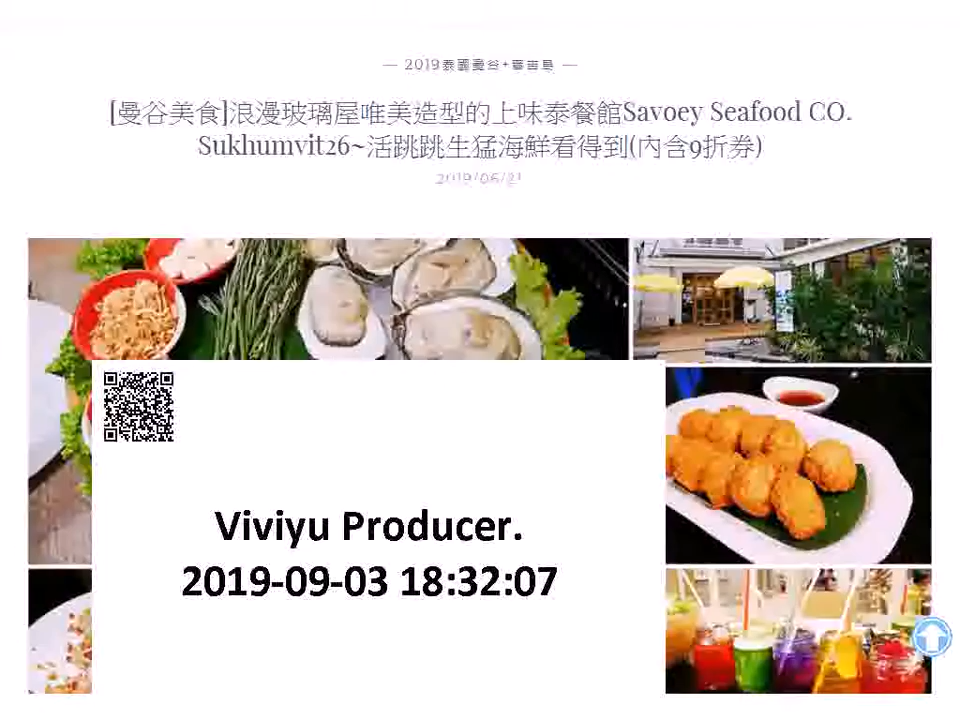 — 2019泰國曼谷+華欣島 —
[曼谷美食]浪漫玻璃屋唯美造型的上味泰餐館Savoey Seafood CO.
Sukhumvit26~活跳跳生猛海鮮看得到(內含9折券)
2019/06/21
Viviyu Producer.
2019-09-03 18:32:07